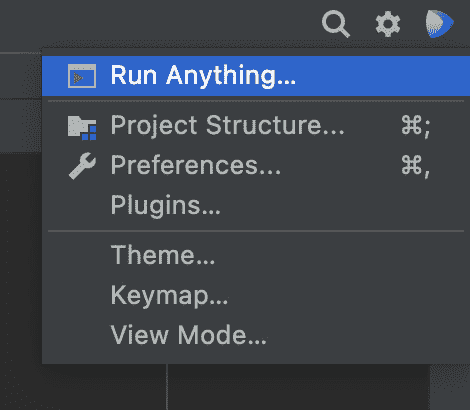 Run Anything...
Project Structure... ⌘;
Preferences... ⌘,
Plugins...
Theme...
Keymap...
View Mode...